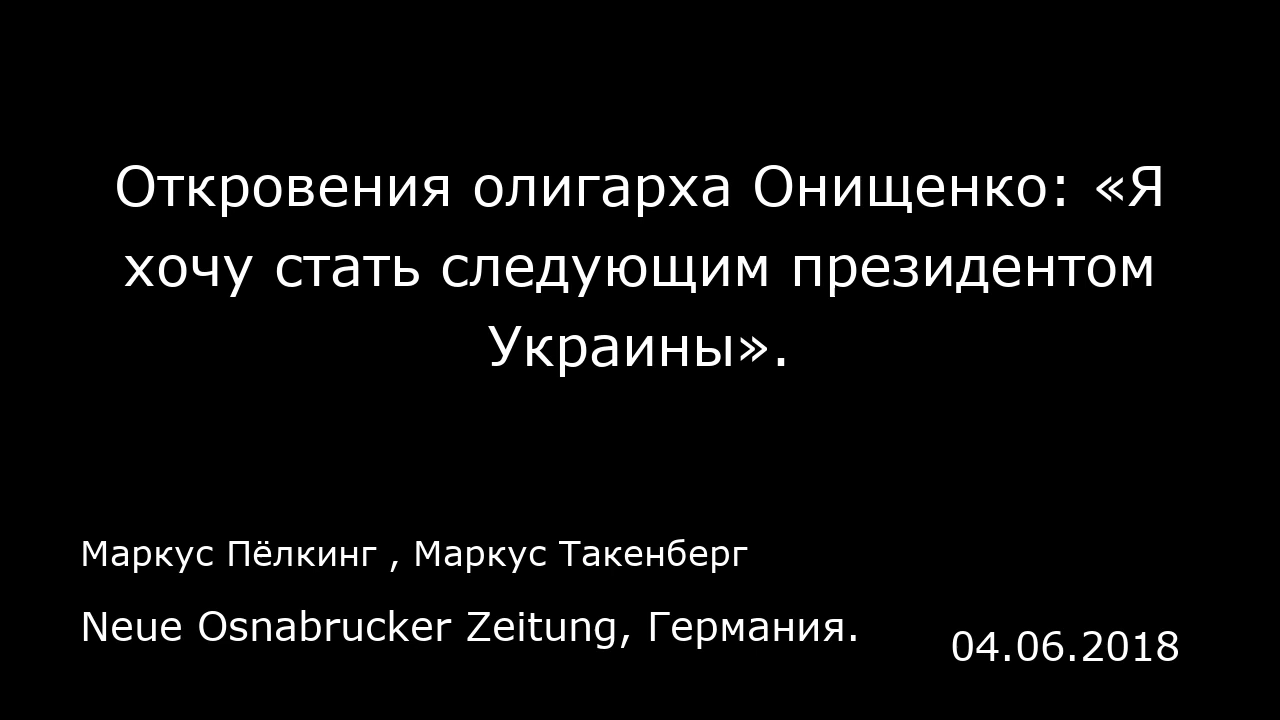 Откровения олигарха Онищенко: «Я
хочу стать следующим президентом
Украины».
Маркус Пёлкинг , Маркус Такенберг
Neue Osnabrucker Zeitung, Германия.
04.06.2018